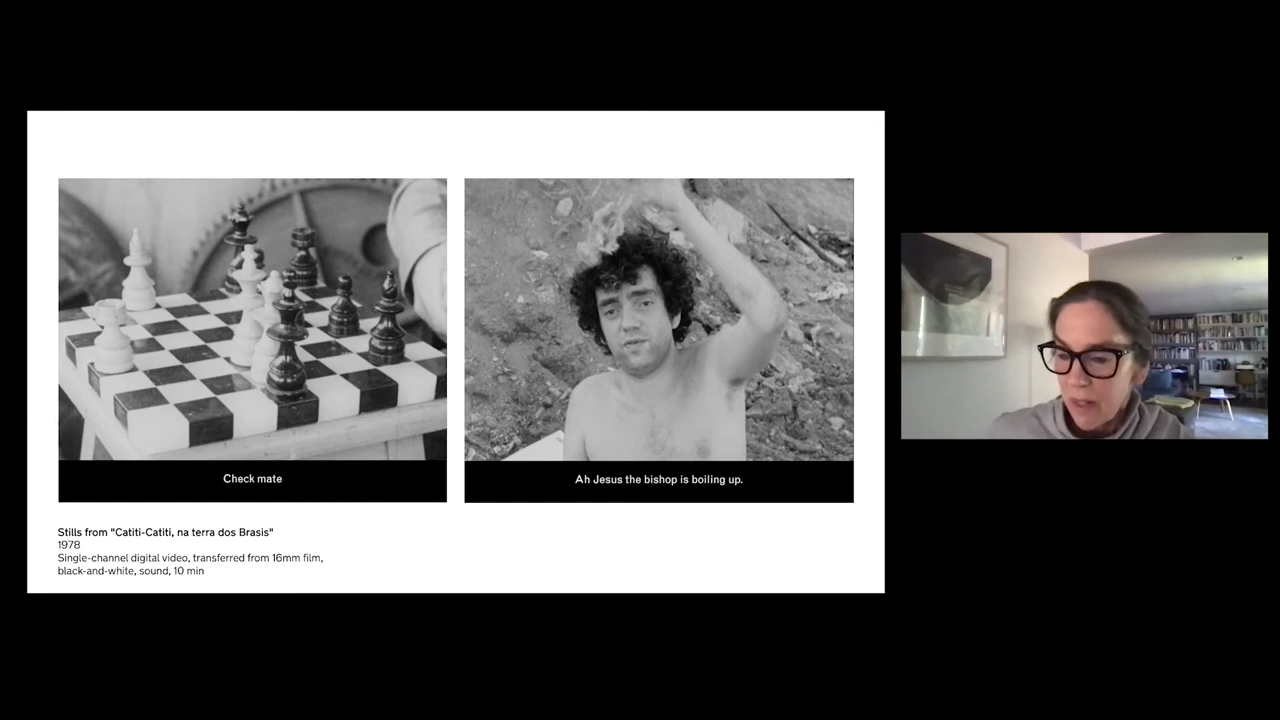 Check mate
Ah Jesus the bishop is boiling up.
Stills from "Catiti-Catiti, na terra dos Brasis"
1978
Single-channel digital video, transferred from 16mm film,
black-and-white, sound, 10 min